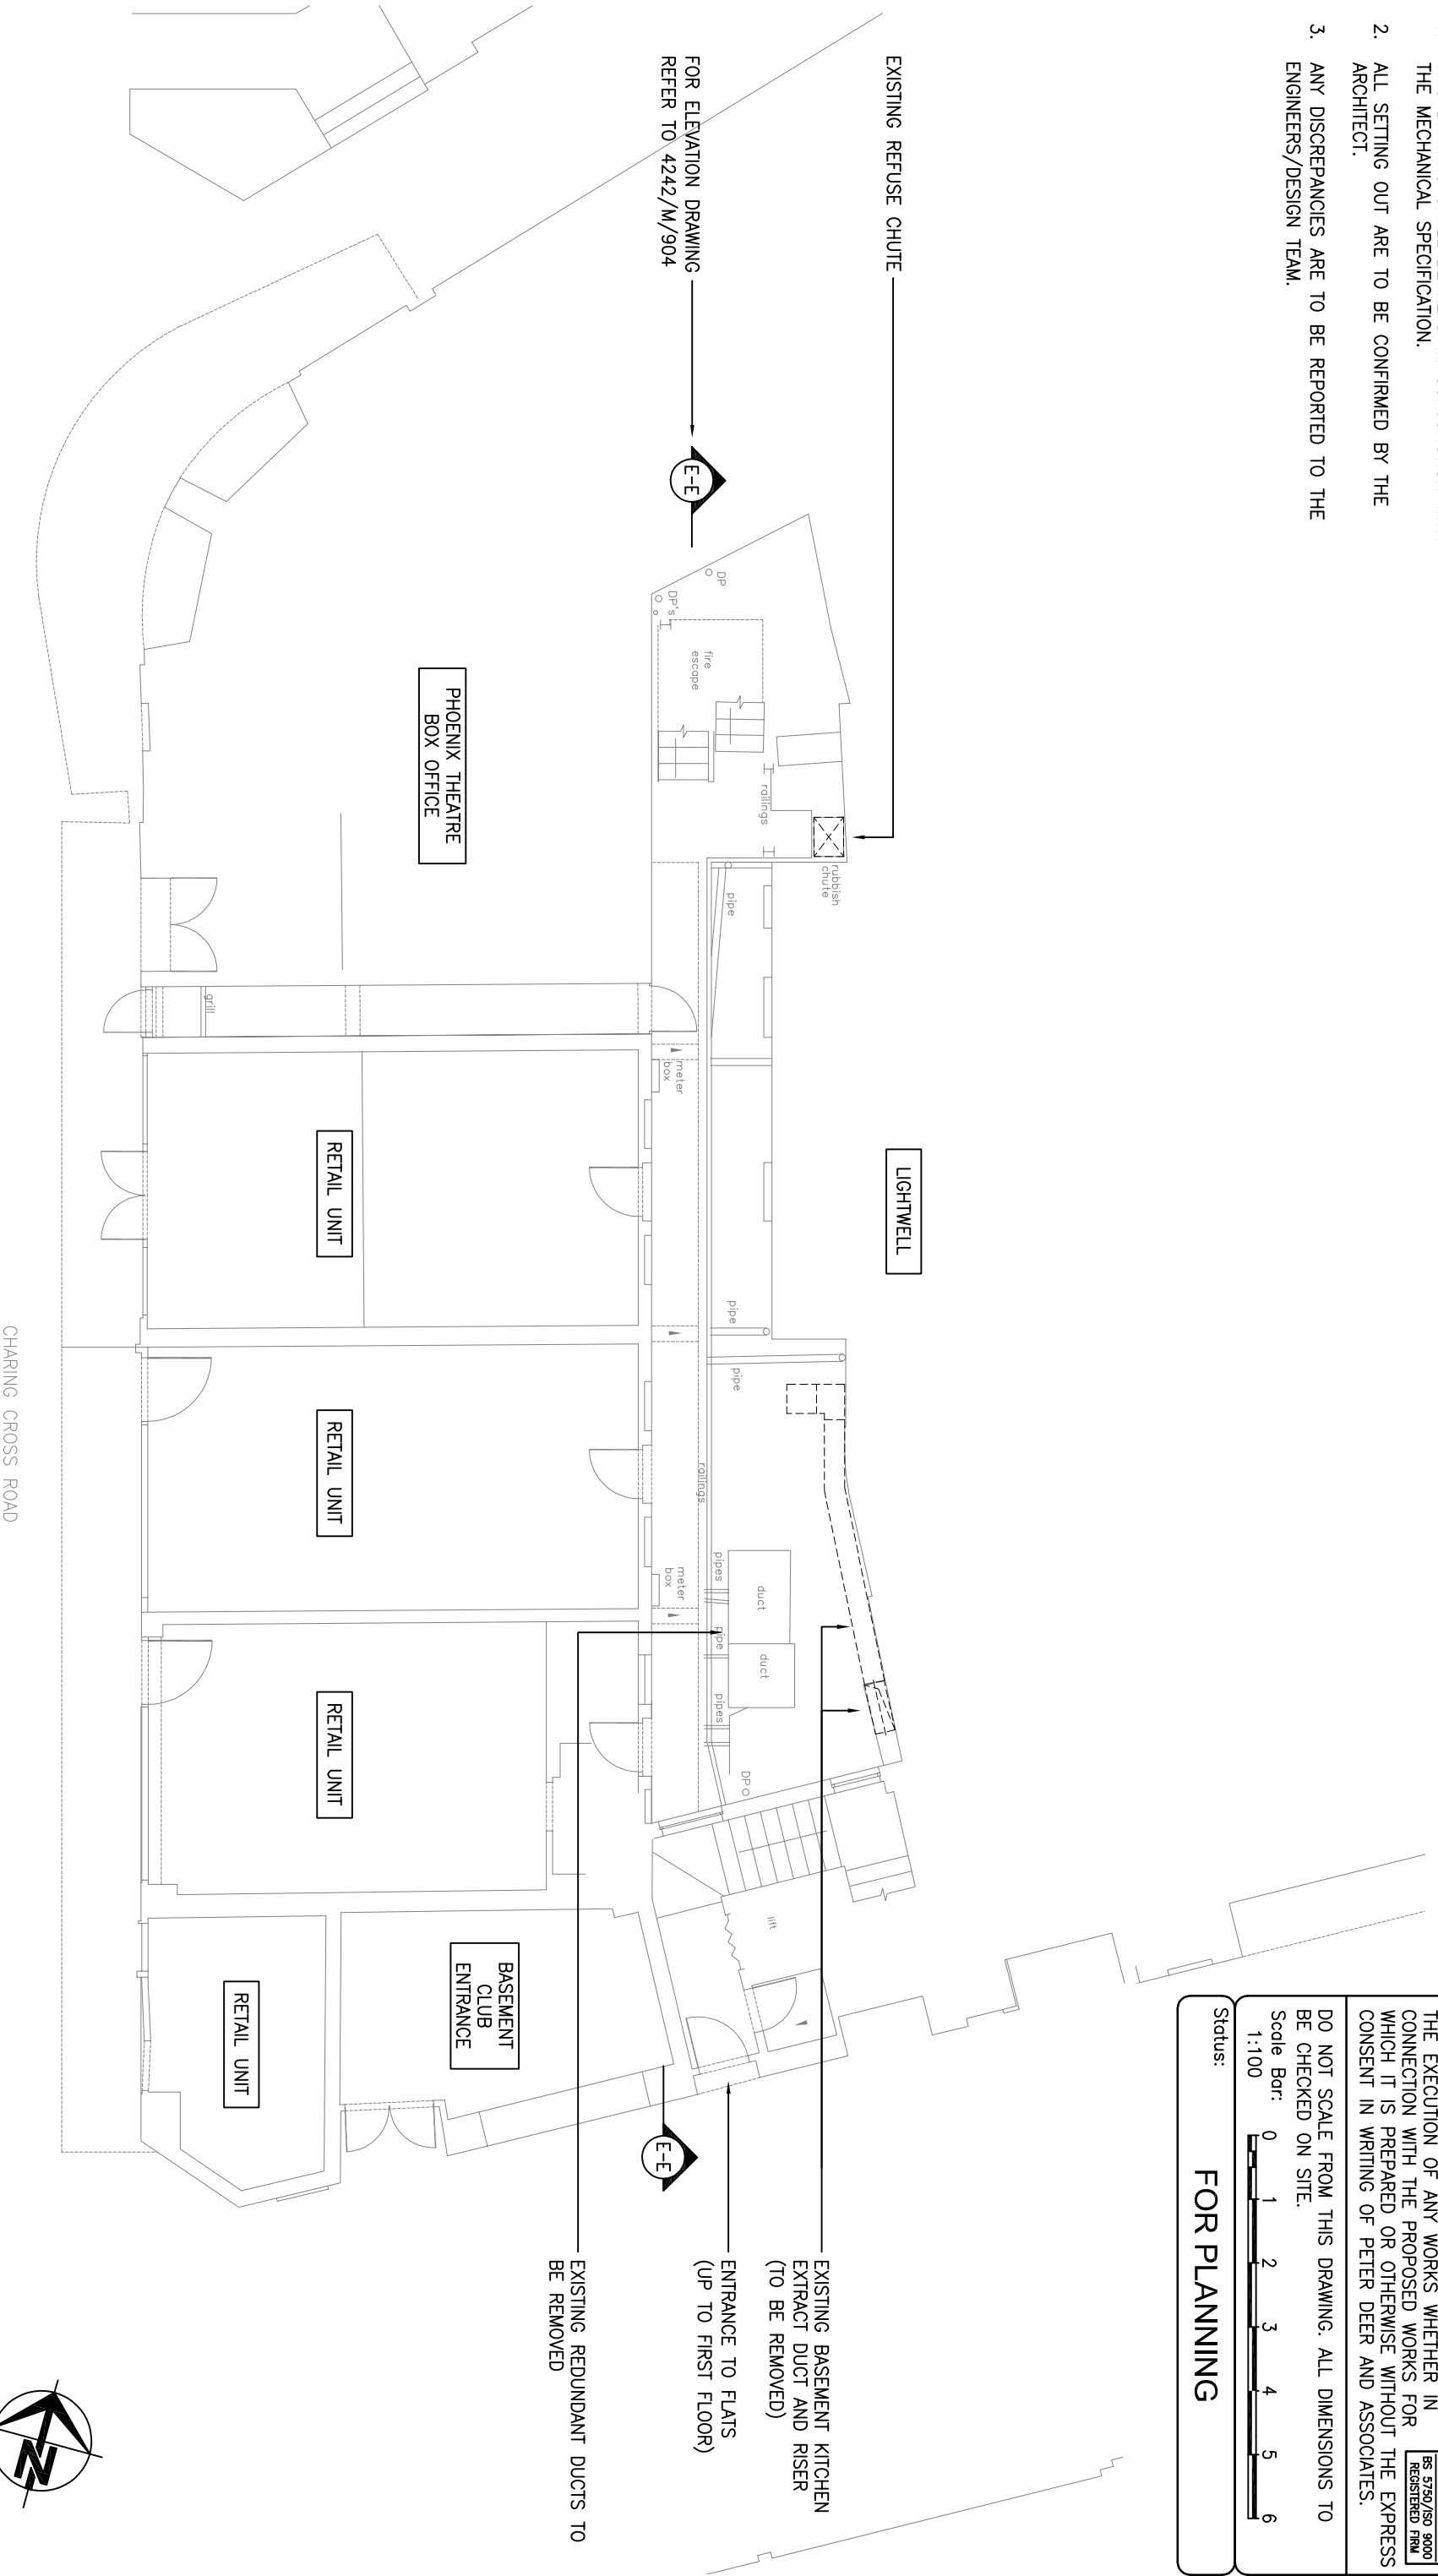 THE MECHANICAL SPECIFICATION.
2. ALL SETTING OUT ARE TO BE CONFIRMED BY THE
ARCHITECT.
3. ANY DISCREPANCIES ARE TO BE REPORTED TO THE
ENGINEERS/DESIGN TEAM.
THE EXECUTION OF ANY WORKS WHETHER IN
CONNECTION WITH THE PROPOSED WORKS FOR
WHICH IT IS PREPARED OR OTHERWISE WITHOUT THE EXPRESS
CONSENT IN WRITING OF PETER DEER AND ASSOCIATES.
BS 5750/ISO 9000
REGISTERED FIRM
DO NOT SCALE FROM THIS DRAWING. ALL DIMENSIONS TO
BE CHECKED ON SITE.
Scale Bar:
1:100
0 1 2 3 4 5 6
Status:
FOR PLANNING
EXISTING REFUSE CHUTE
LIGHTWELL
FOR ELEVATION DRAWING
REFER TO 4242/M/904
E-E
DP
DP's
fire
escape
railings
rubbish
chute
pipe
pipe
pipe
railings
pipes
duct
pipe
duct
pipes
DP
lift
meter
box
meter
box
grill
EXISTING BASEMENT KITCHEN
EXTRACT DUCT AND RISER
(TO BE REMOVED)
ENTRANCE TO FLATS
(UP TO FIRST FLOOR)
E-E
EXISTING REDUNDANT DUCTS TO
BE REMOVED
PHOENIX THEATRE
BOX OFFICE
RETAIL UNIT
RETAIL UNIT
RETAIL UNIT
BASEMENT
CLUB
ENTRANCE
RETAIL UNIT
CHARING CROSS ROAD
N